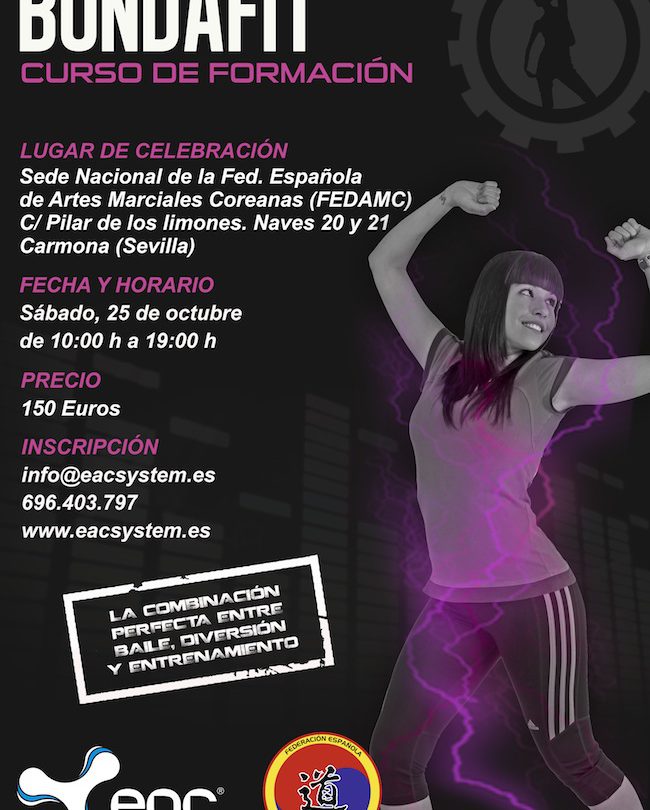 BONDAFIT
CURSO DE FORMACIÓN
LUGAR DE CELEBRACIÓN
Sede Nacional de la Fed. Española
de Artes Marciales Coreanas (FEDAMC)
C/ Pilar de los limones. Naves 20 y 21
Carmona (Sevilla)
FECHA Y HORARIO
Sábado, 25 de octubre
de 10:00 h a 19:00 h
PRECIO
150 Euros
INSCRIPCIÓN
info@eacsystem.es
696.403.797
www.eacsystem.es
LA COMBINACIÓN
PERFECTA ENTRE
BAILE, DIVERSIÓN
Y ENTRENAMIENTO
FEDERACIÓN ESPAÑOLA
道
adidas